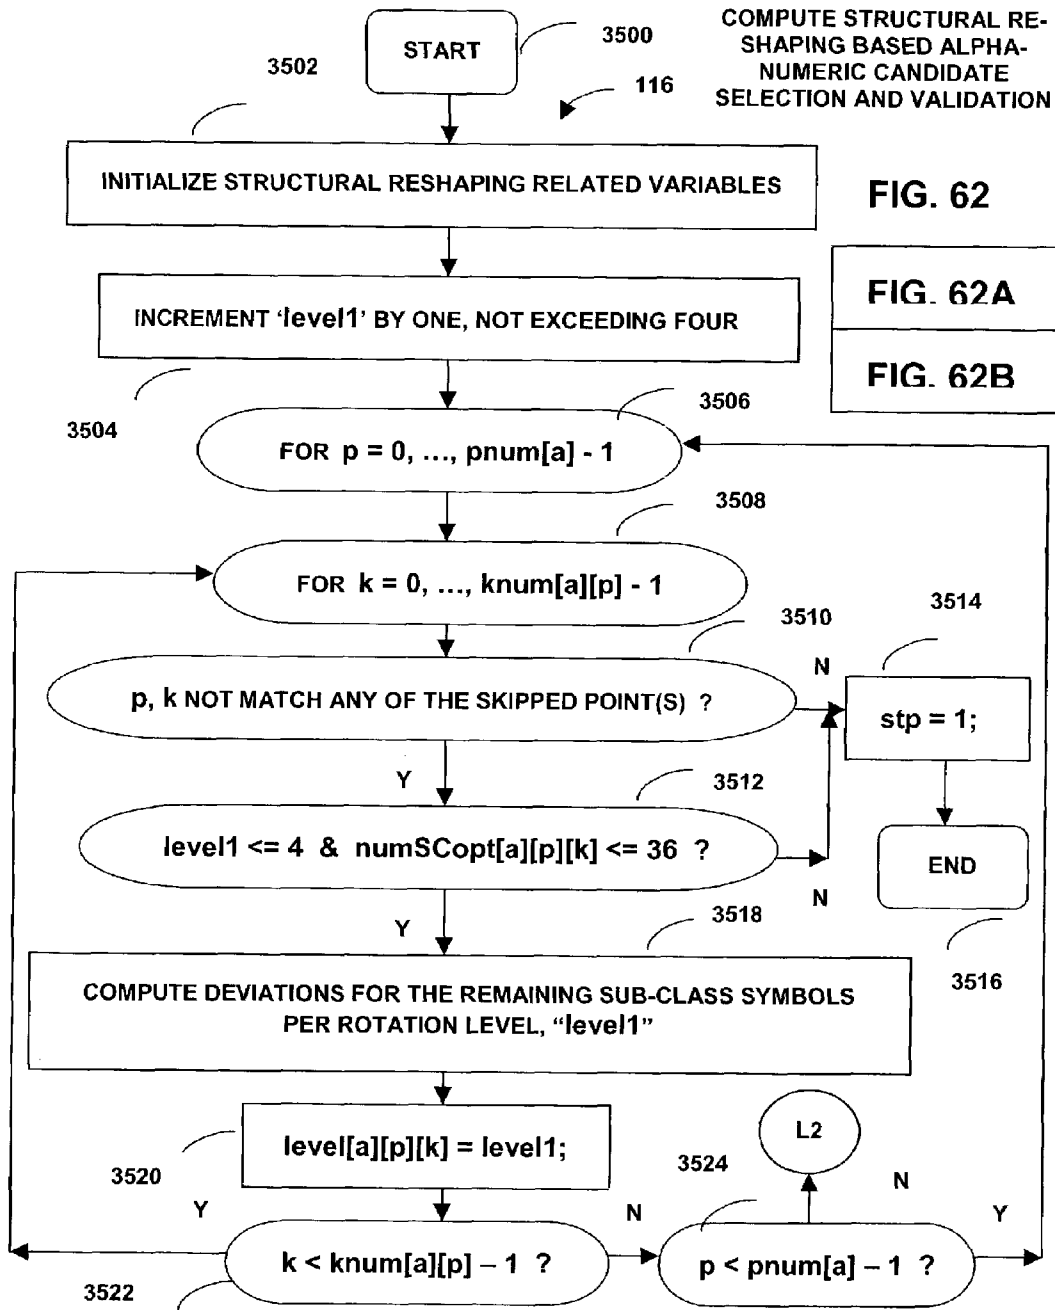 START
3500
3502
116
COMPUTE STRUCTURAL RE-
SHAPING BASED ALPHA-
NUMERIC CANDIDATE
SELECTION AND VALIDATION
INITIALIZE STRUCTURAL RESHAPING RELATED VARIABLES
FIG. 62
FIG. 62A
FIG. 62B
INCREMENT ‘level1’ BY ONE, NOT EXCEEDING FOUR
3504
3506
FOR p = 0, ..., pnum[a] - 1
3508
FOR k = 0, ..., knum[a][p] - 1
3510
p, k NOT MATCH ANY OF THE SKIPPED POINT(S) ?
N
3514
stp = 1;
Y
3512
level1 <= 4 & numSCopt[a][p][k] <= 36 ?
N
END
3516
Y
3518
COMPUTE DEVIATIONS FOR THE REMAINING SUB-CLASS SYMBOLS
PER ROTATION LEVEL, “level1”
level[a][p][k] = level1;
3520
L2
3524
Y
N
N
Y
k < knum[a][p] – 1 ?
3522
p < pnum[a] – 1 ?